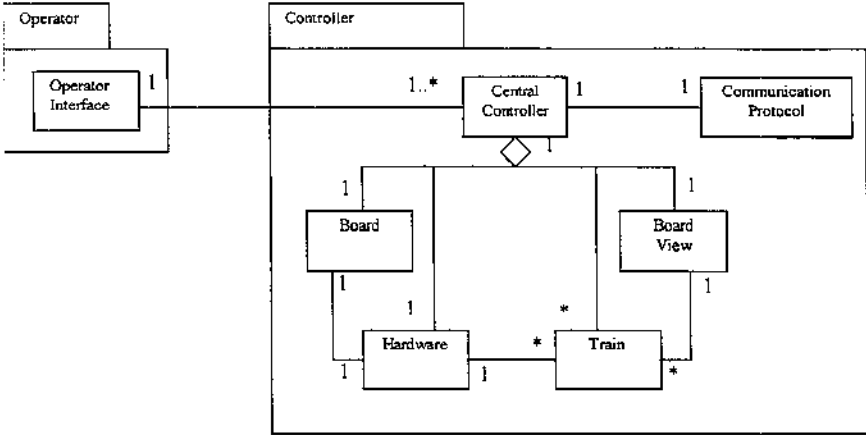 Operator
Controller
Operator
Interface
1
1..*
Central
Controller
1
1
Communication
Protocol
1
1
1
Board
Board
View
1
1
1
*
Hardware
*
Train
1
1
*